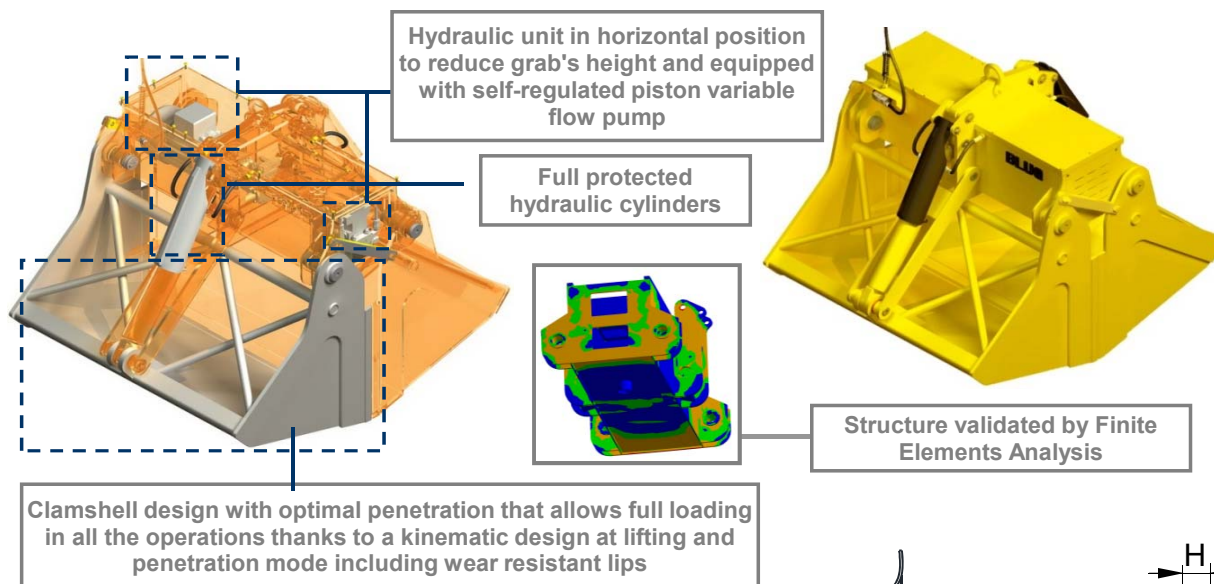 Hydraulic unit in horizontal position
to reduce grab's height and equipped
with self-regulated piston variable
flow pump
Full protected
hydraulic cylinders
BLUG
Structure validated by Finite
Elements Analysis
Clamshell design with optimal penetration that allows full loading
in all the operations thanks to a kinematic design at lifting and
penetration mode including wear resistant lips
H